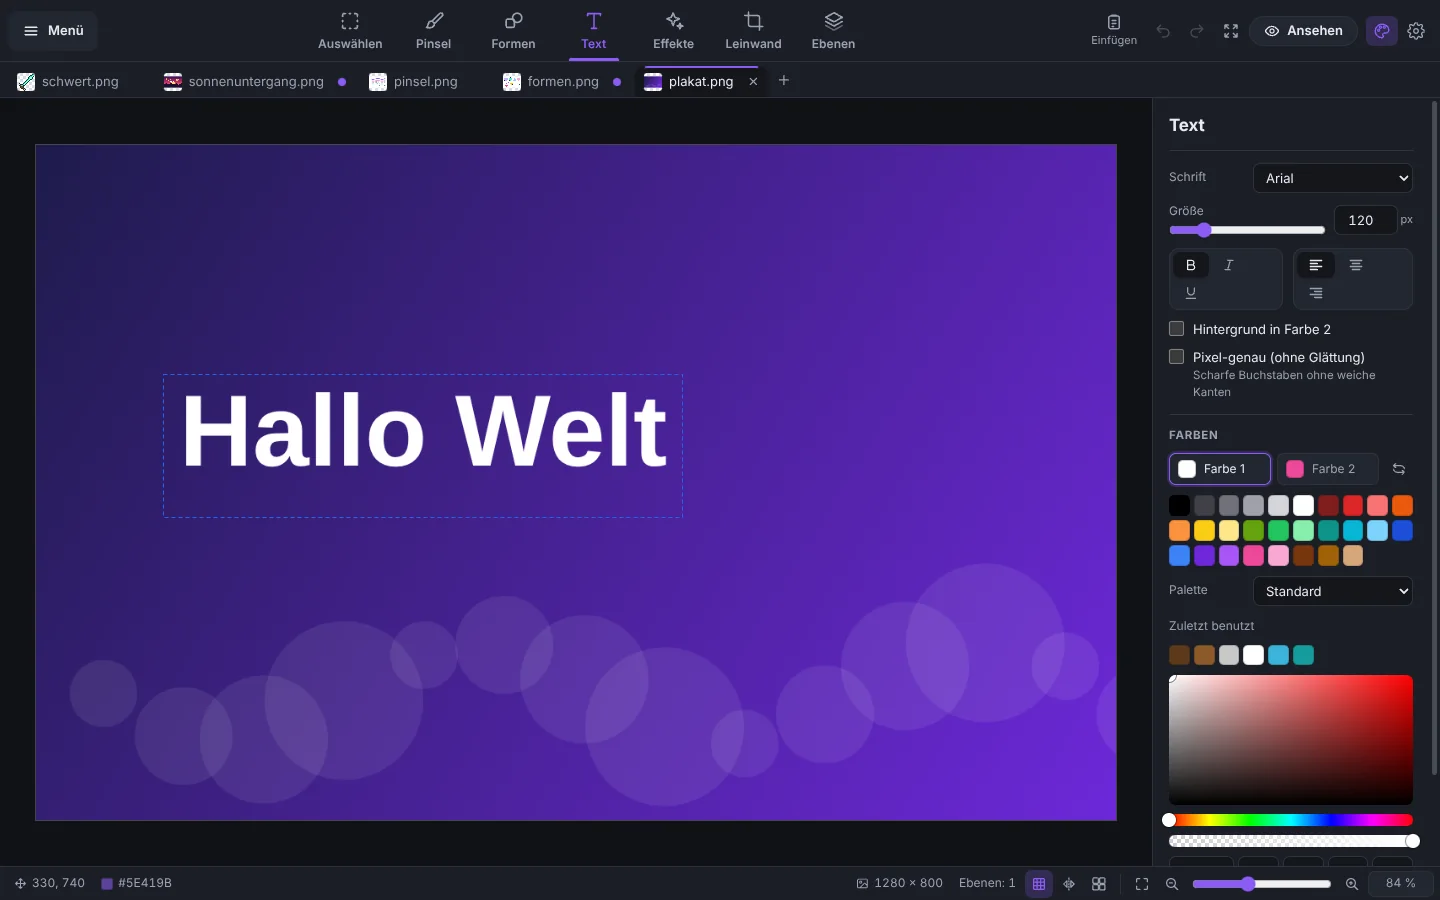 Menü
Auswählen
Pinsel
Formen
Text
Effekte
Leinwand
Ebenen
Einfügen
Ansehen
schwert.png
sonnenuntergang.png
pinsel.png
formen.png
plakat.png
Hallo Welt
Text
Schrift
Arial
Größe
120
px
B I
U
Hintergrund in Farbe 2
Pixel-genau (ohne Glättung)
Scharfe Buchstaben ohne weiche
Kanten
FARBEN
Farbe 1
Farbe 2
Palette
Standard
Zuletzt benutzt
330, 740
#5E419B
1280 × 800
Ebenen: 1
84 %